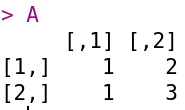 > A
     [,1] [,2]
[1,]    1    2
[2,]    1    3